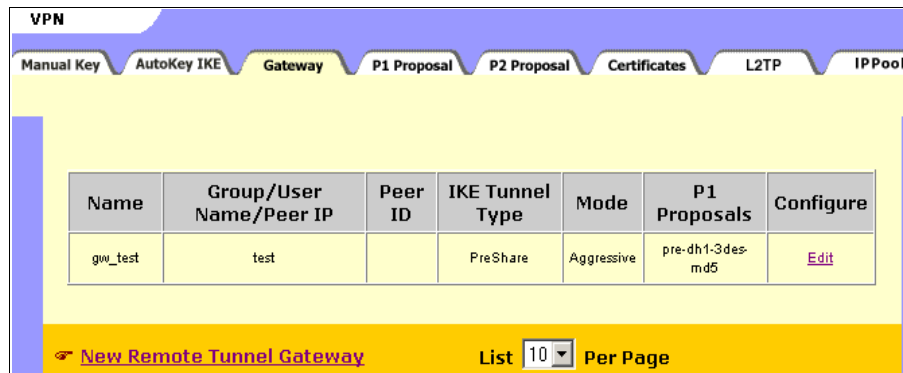 VPN
Manual Key AutoKey IKE Gateway P1 Proposal P2 Proposal Certificates L2TP IPPool
Name Group/User Name/Peer IP Peer ID IKE Tunnel Type Mode P1 Proposals Configure
gw_test test PreShare Aggressive pre-dh1-3des-md5 Edit
New Remote Tunnel Gateway List 10 Per Page